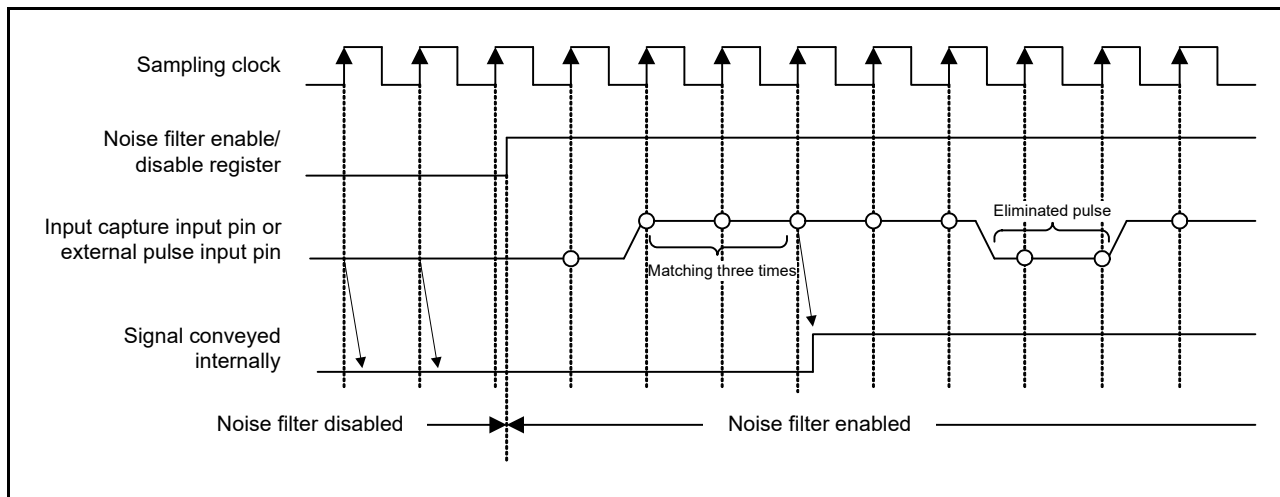 Sampling clock
Noise filter enable/
disable register
Input capture input pin or
external pulse input pin
Eliminated pulse
Matching three times
Signal conveyed
internally
Noise filter disabled
Noise filter enabled